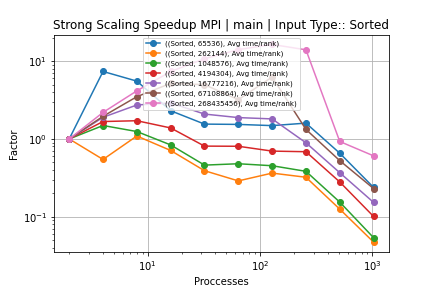 Strong Scaling Speedup MPI | main | Input Type:: Sorted
((Sorted, 65536), Avg time/rank)
((Sorted, 262144), Avg time/rank)
((Sorted, 1048576), Avg time/rank)
((Sorted, 4194304), Avg time/rank)
((Sorted, 16777216), Avg time/rank)
((Sorted, 67108864), Avg time/rank)
((Sorted, 268435456), Avg time/rank)
Factor
10¹
10⁰
10⁻¹
10¹
10²
10³
Proccesses